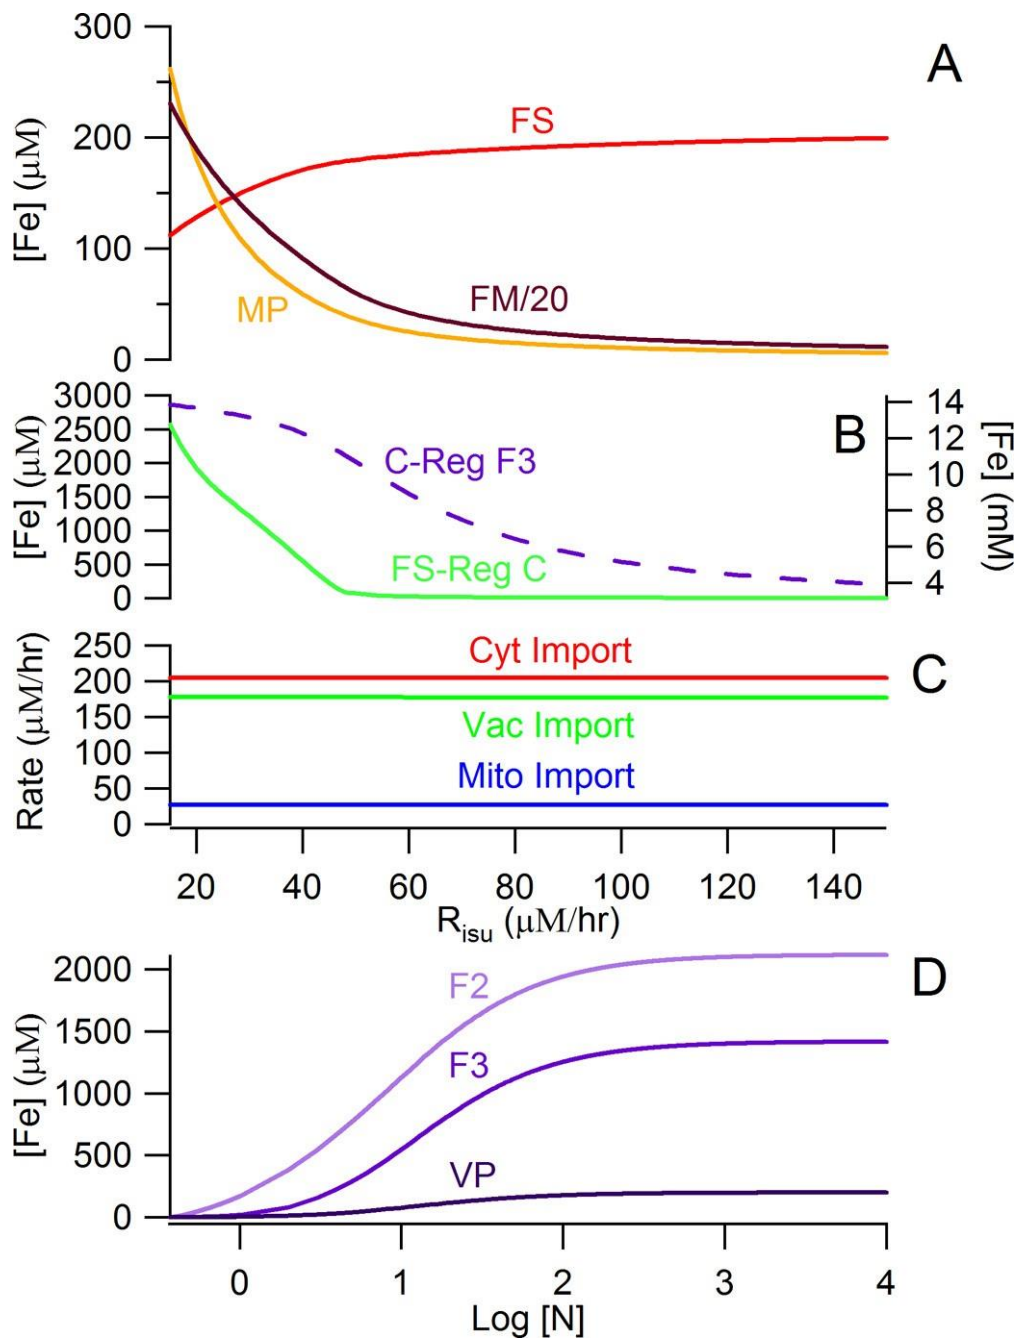 300
200
100
0
[Fe] (μM)
A
FS
MP
FM/20
3000
2500
2000
1500
1000
500
0
[Fe] (μM)
B
C-Reg F3
FS-Reg C
14
12
10
8
6
4
[Fe] (mM)
250
200
150
100
50
0
Rate (μM/hr)
C
Cyt Import
Vac Import
Mito Import
20 40 60 80 100 120 140
Risu (μM/hr)
2000
1500
1000
500
0
[Fe] (μM)
D
F2
F3
VP
0 1 2 3 4
Log [N]